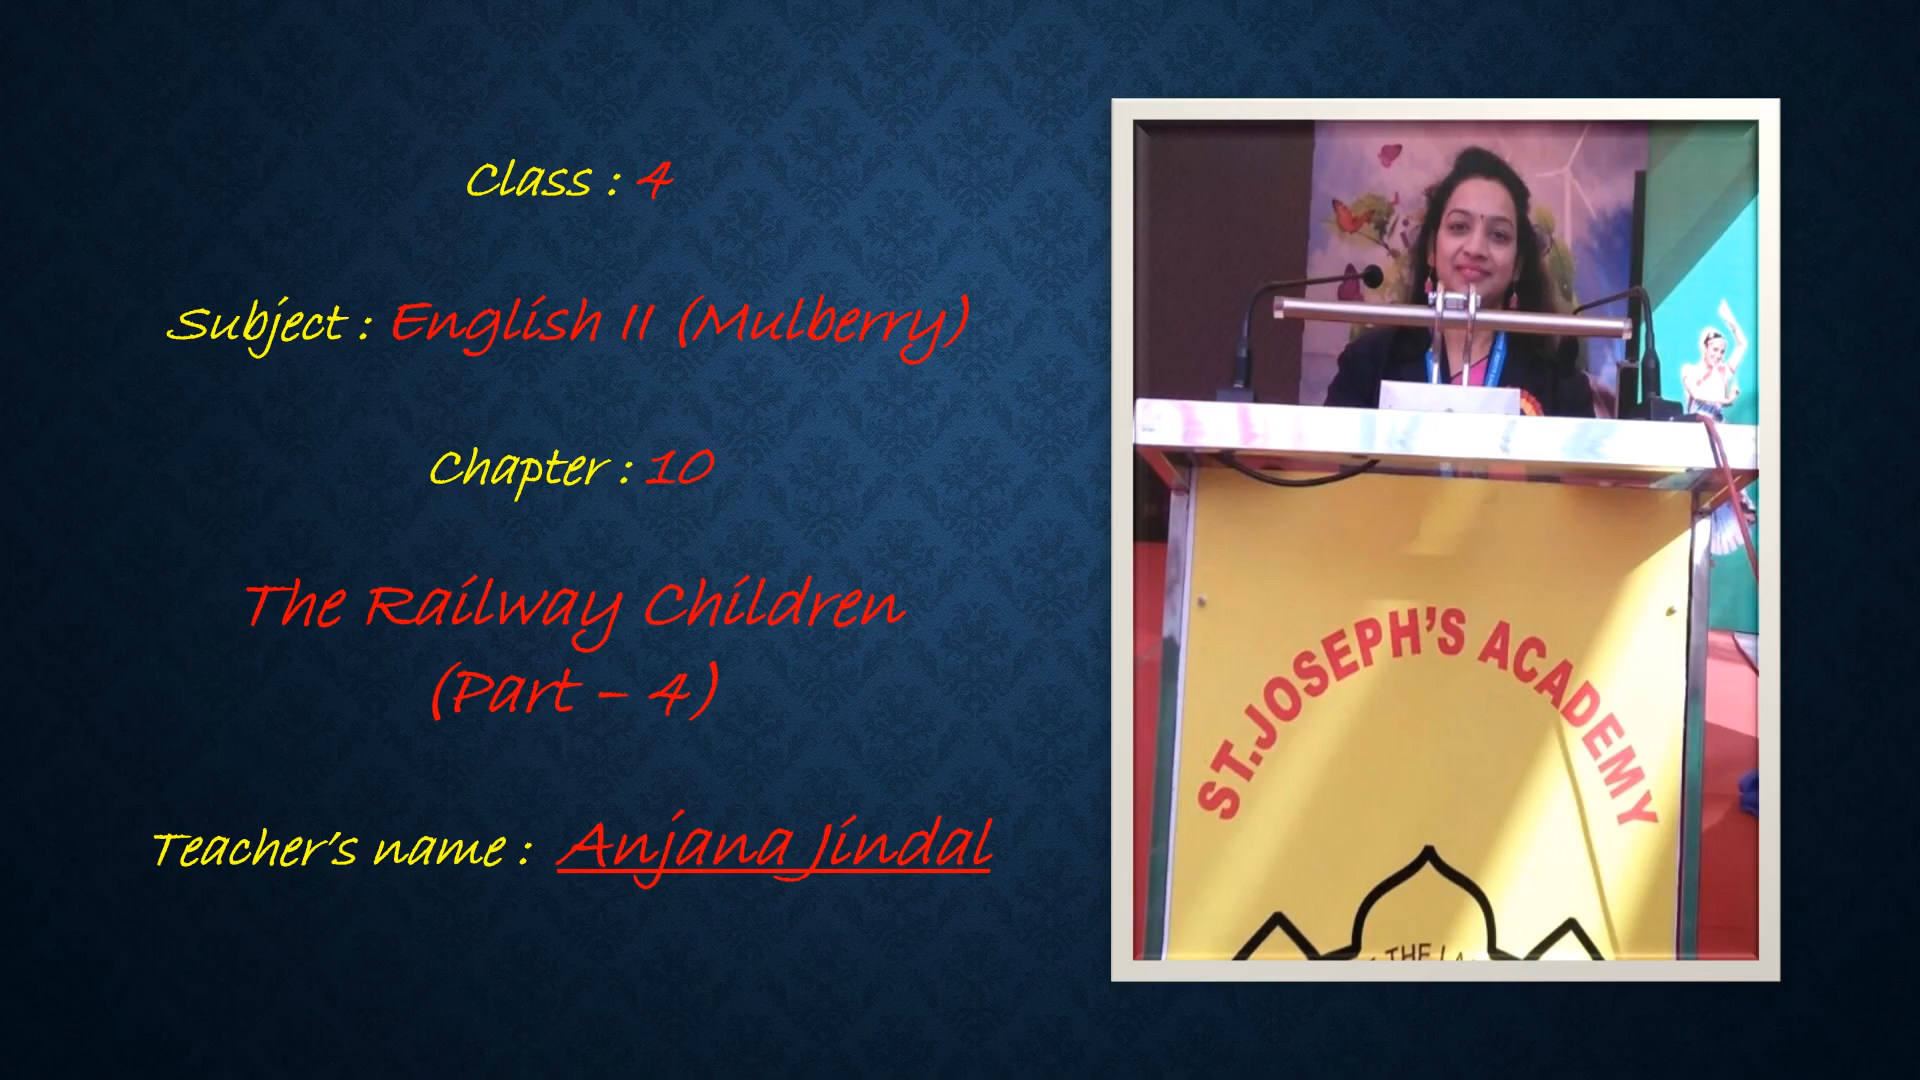 Class : 4
Subject : English II (Mulberry)
Chapter : 10
The Railway Children
(Part – 4)
Teacher's name : Anjana Jindal
ST.JOSEPH'S ACADEMY
THE